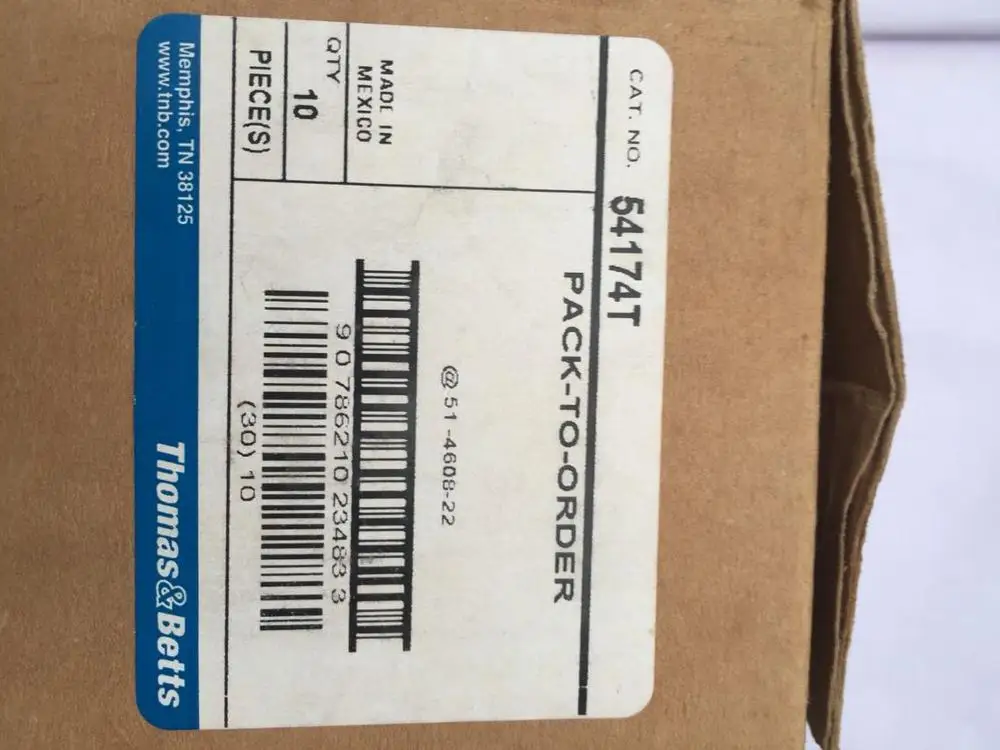 CAT. NO. 54174T
PACK-TO-ORDER
MADE IN
MEXICO
QTY 10
PIECE(S)
@51-4608-22
9 0 786210 23483 3
(30) 10
Memphis, TN 38125
www.tnb.com
Thomas&Betts